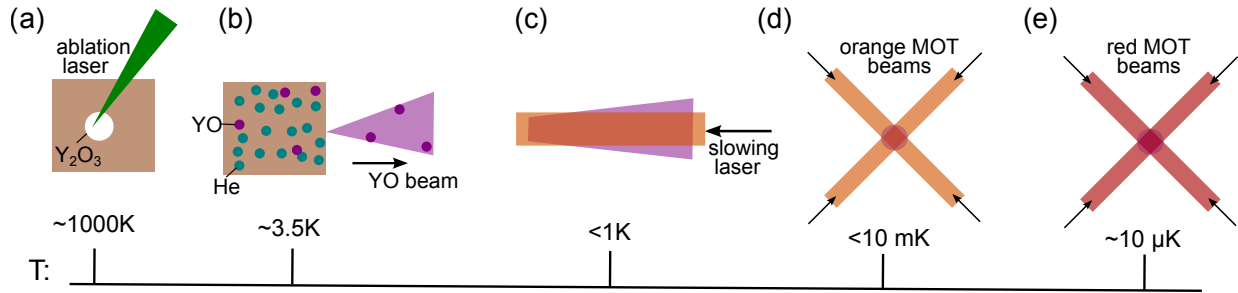 (a)
ablation
laser
Y₂O₃
~1000K
(b)
YO
He
YO beam
~3.5K
(c)
slowing
laser
<1K
(d)
orange MOT
beams
<10 mK
(e)
red MOT
beams
~10 µK
T: